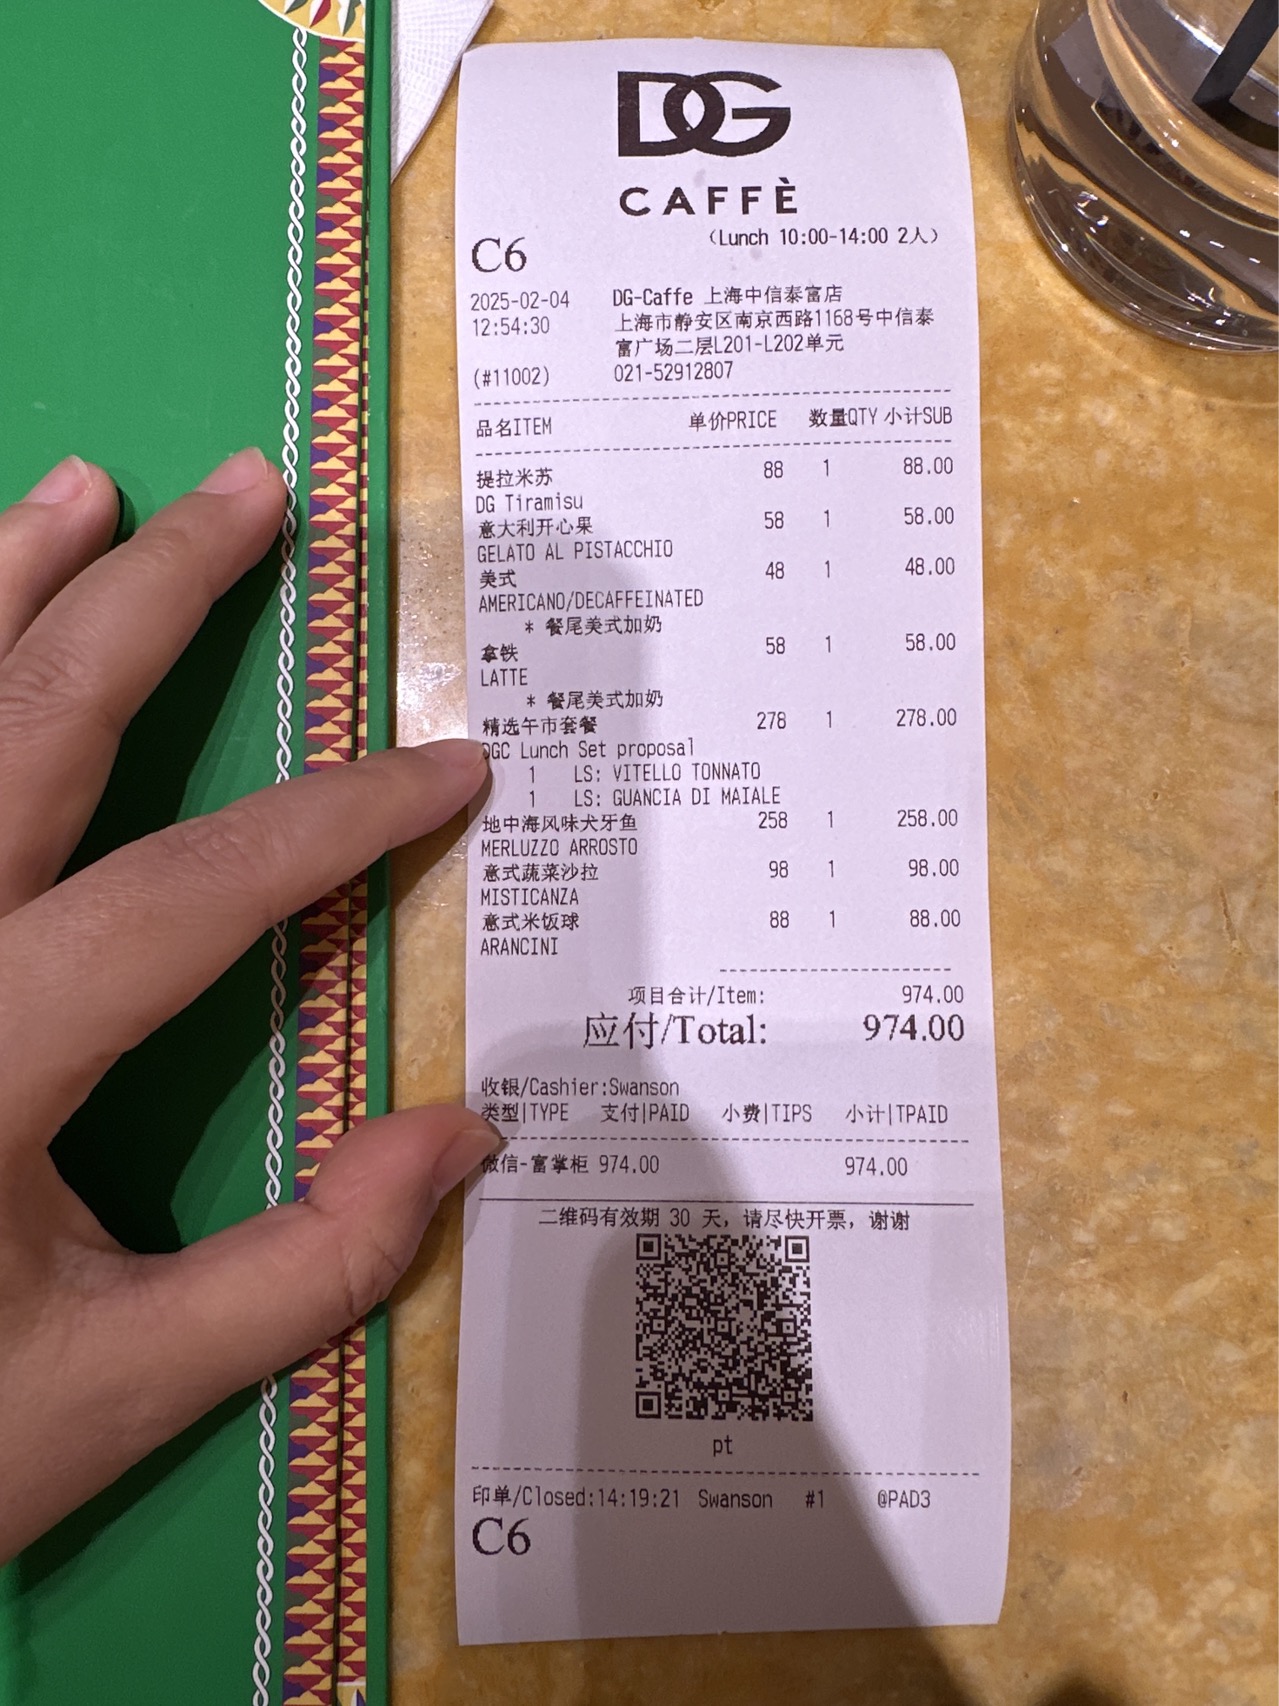 DG
CAFFÈ
(Lunch 10:00-14:00 2人)
C6
2025-02-04 DG-Caffe 上海中信泰富店
12:54:30 上海市静安区南京西路1168号中信泰
富广场二层L201-L202单元
(#11002) 021-52912807
品名ITEM 单价PRICE 数量QTY 小计SUB
提拉米苏 88 1 88.00
DG Tiramisu
意大利开心果 58 1 58.00
GELATO AL PISTACCHIO
美式 48 1 48.00
AMERICANO/DECAFFEINATED
* 餐尾美式加奶
拿铁 58 1 58.00
LATTE
* 餐尾美式加奶
精选午市套餐 278 1 278.00
DGC Lunch Set proposal
1 LS: VITELLO TONNATO
1 LS: GUANCIA DI MAIALE
地中海风味犬牙鱼 258 1 258.00
MERLUZZO ARROSTO
意式蔬菜沙拉 98 1 98.00
MISTICANZA
意式米饭球 88 1 88.00
ARANCINI
项目合计/Item: 974.00
应付/Total: 974.00
收银/Cashier:Swanson
类型|TYPE 支付|PAID 小费|TIPS 小计|TPAID
微信-富掌柜 974.00 974.00
二维码有效期 30 天, 请尽快开票, 谢谢
pt
印单/Closed:14:19:21 Swanson #1 @PAD3
C6